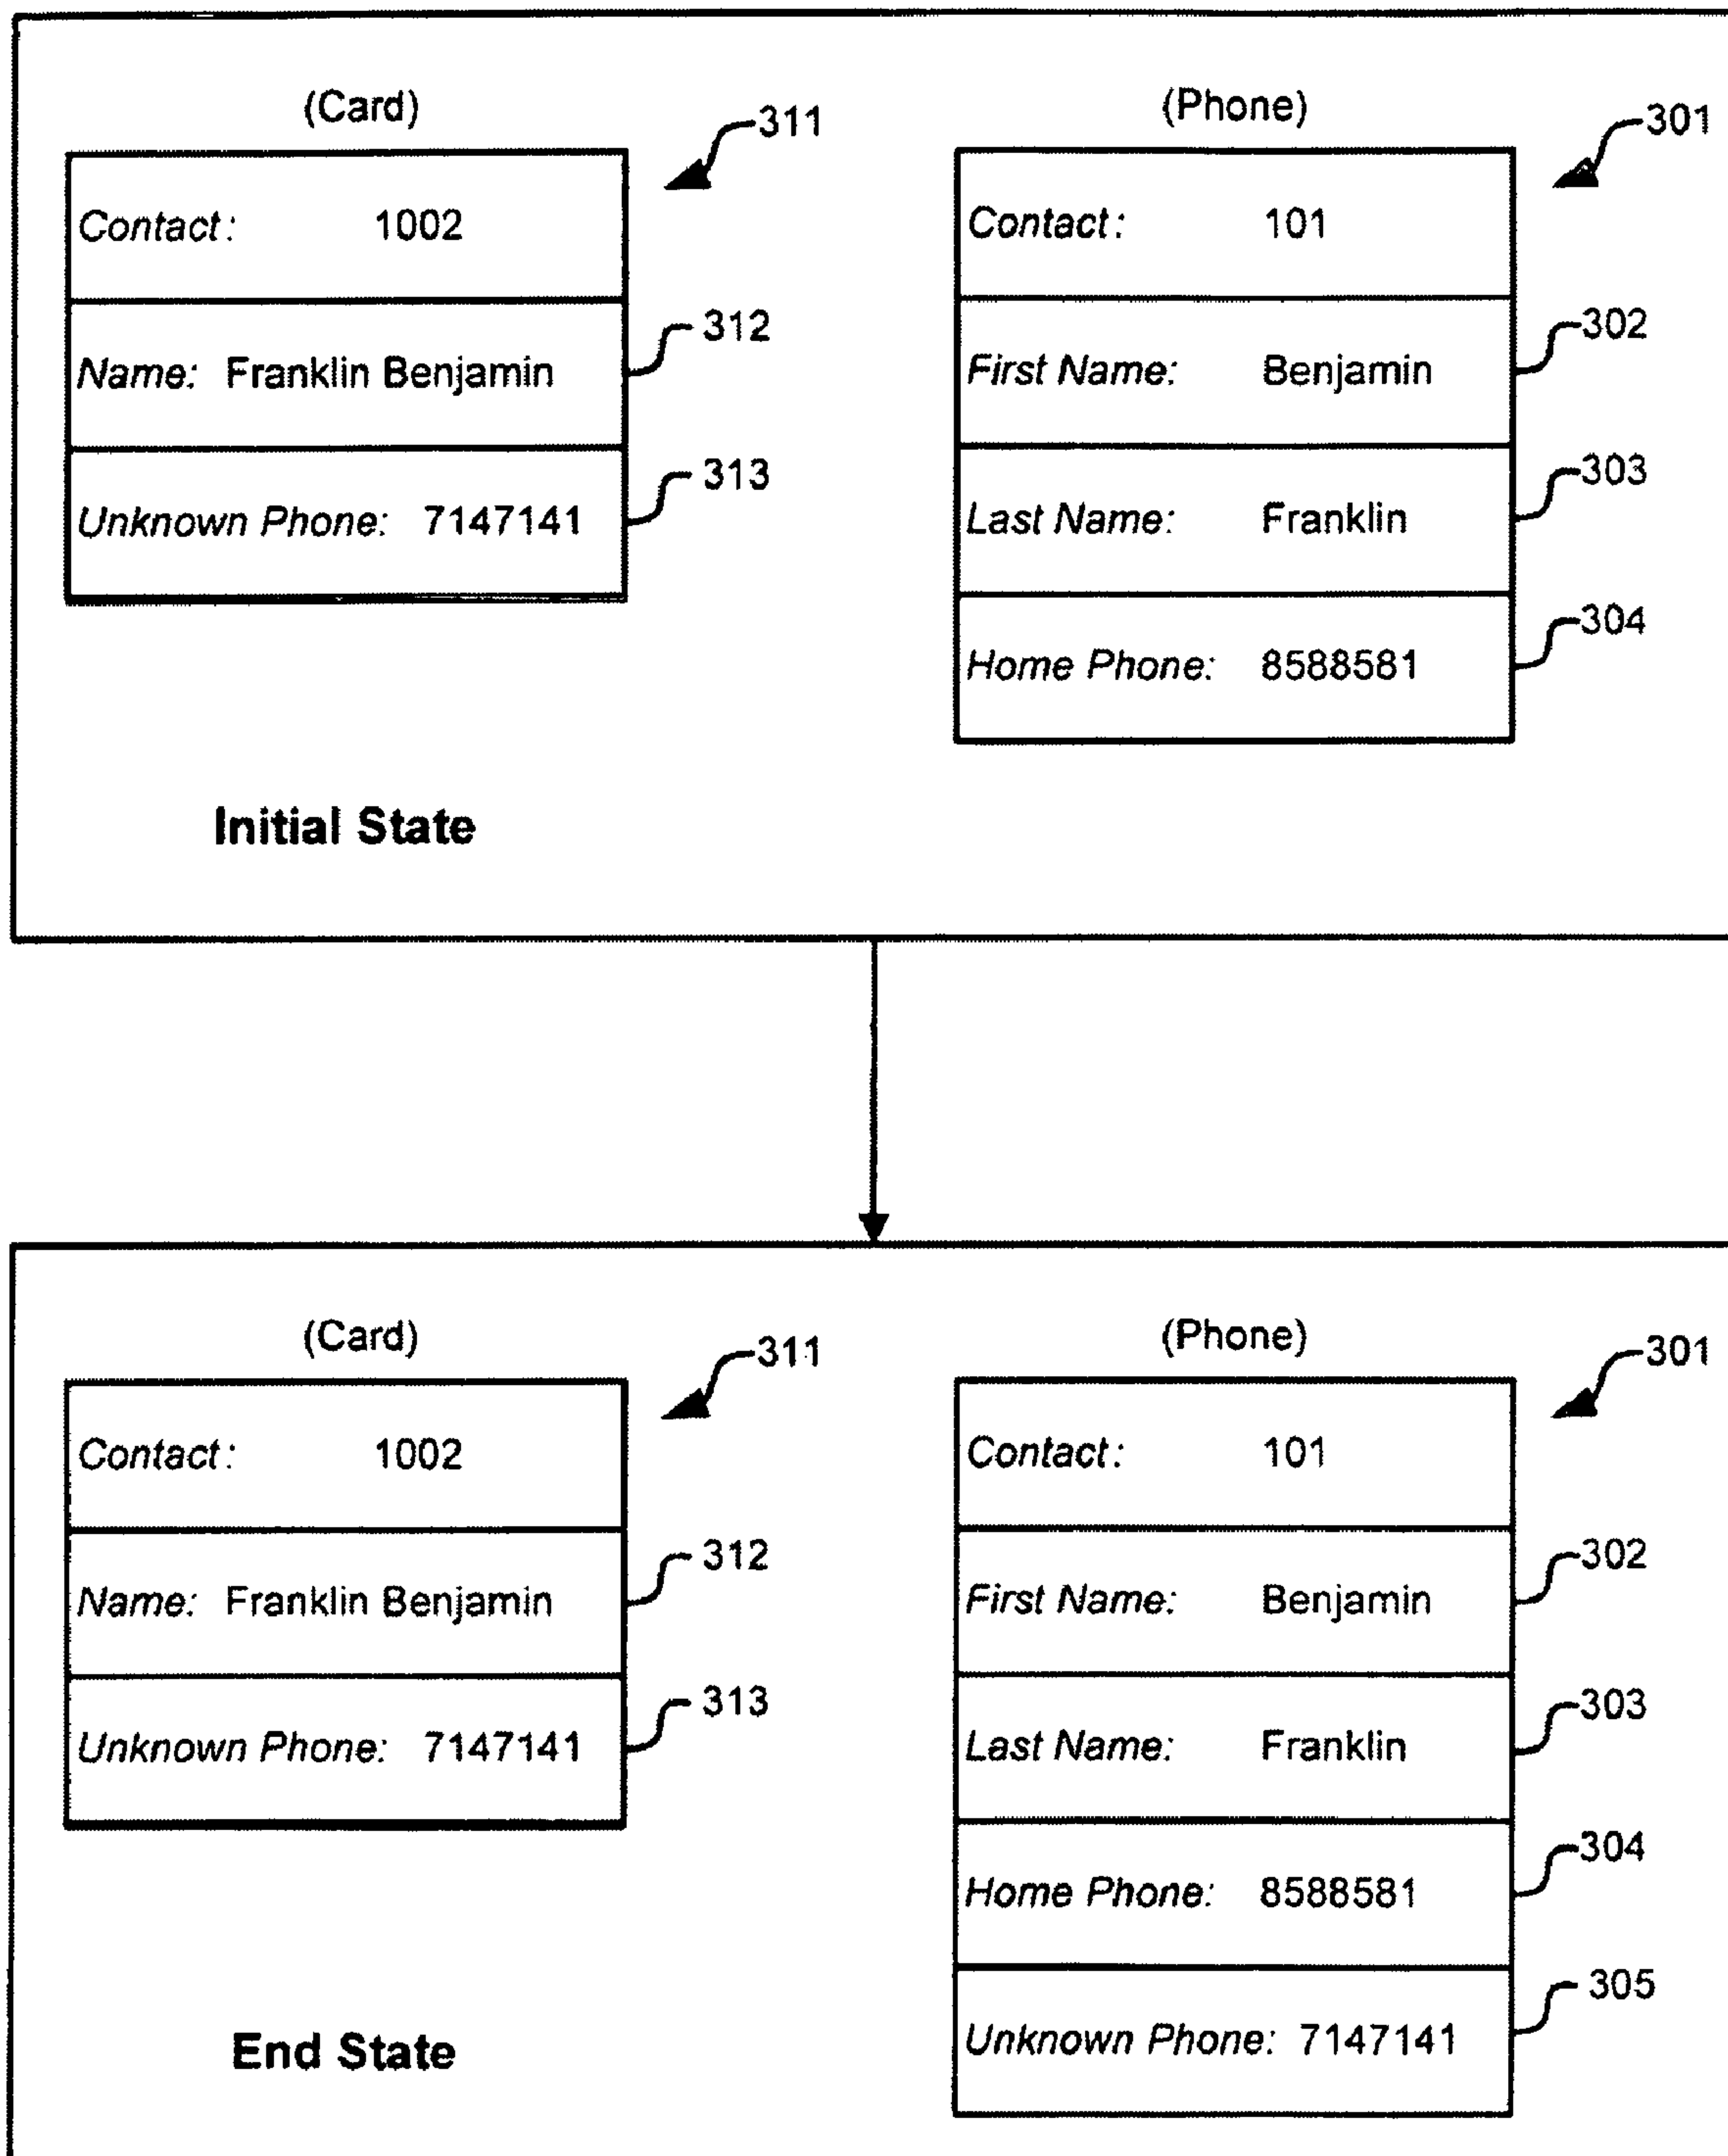 (Card)
311
Contact: 1002
Name: Franklin Benjamin
312
Unknown Phone: 7147141
313
(Phone)
301
Contact: 101
First Name: Benjamin
302
Last Name: Franklin
303
Home Phone: 8588581
304
Initial State
(Card)
311
Contact: 1002
Name: Franklin Benjamin
312
Unknown Phone: 7147141
313
(Phone)
301
Contact: 101
First Name: Benjamin
302
Last Name: Franklin
303
Home Phone: 8588581
304
Unknown Phone: 7147141
305
End State